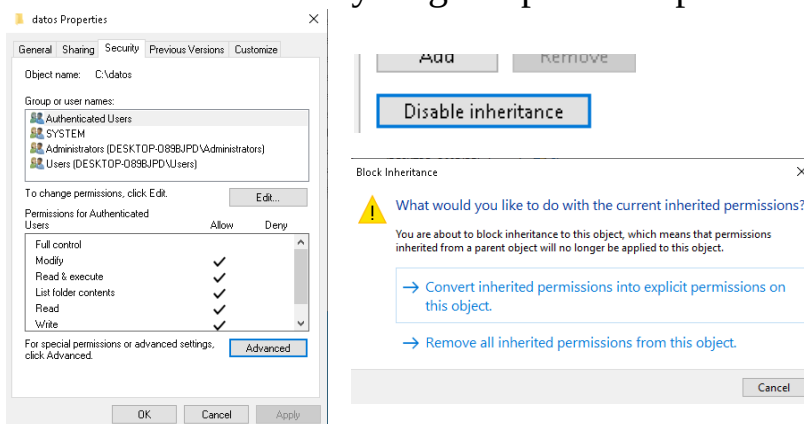 datos Properties
General Sharing Security Previous Versions Customize
Object name: C:\datos
Group or user names:
Authenticated Users
SYSTEM
Administrators (DESKTOP-O89BJPD\Administrators)
Users (DESKTOP-O89BJPD\Users)
To change permissions, click Edit.
Edit...
Permissions for Authenticated
Users
Allow Deny
Full control
Modify
Read & execute
List folder contents
Read
Write
For special permissions or advanced settings,
click Advanced.
Advanced
OK Cancel Apply
Add Remove
Disable inheritance
Block Inheritance
What would you like to do with the current inherited permissions?
You are about to block inheritance to this object, which means that permissions
inherited from a parent object will no longer be applied to this object.
Convert inherited permissions into explicit permissions on
this object.
Remove all inherited permissions from this object.
Cancel